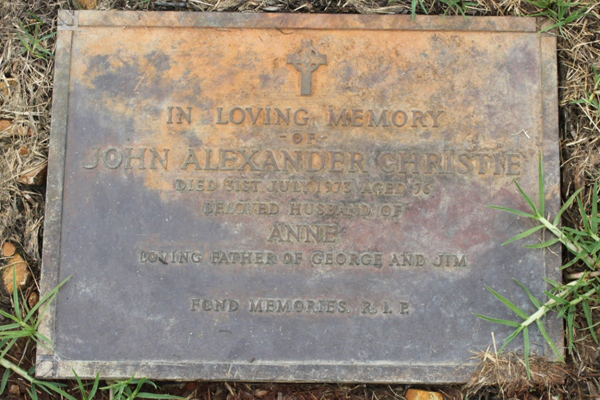 IN LOVING MEMORY
- OF -
JOHN ALEXANDER CHRISTIE
DIED 31ST JULY 1973 AGED 76
BELOVED HUSBAND OF
ANNE
LOVING FATHER OF GEORGE AND JIM
FOND MEMORIES. R. I. P.